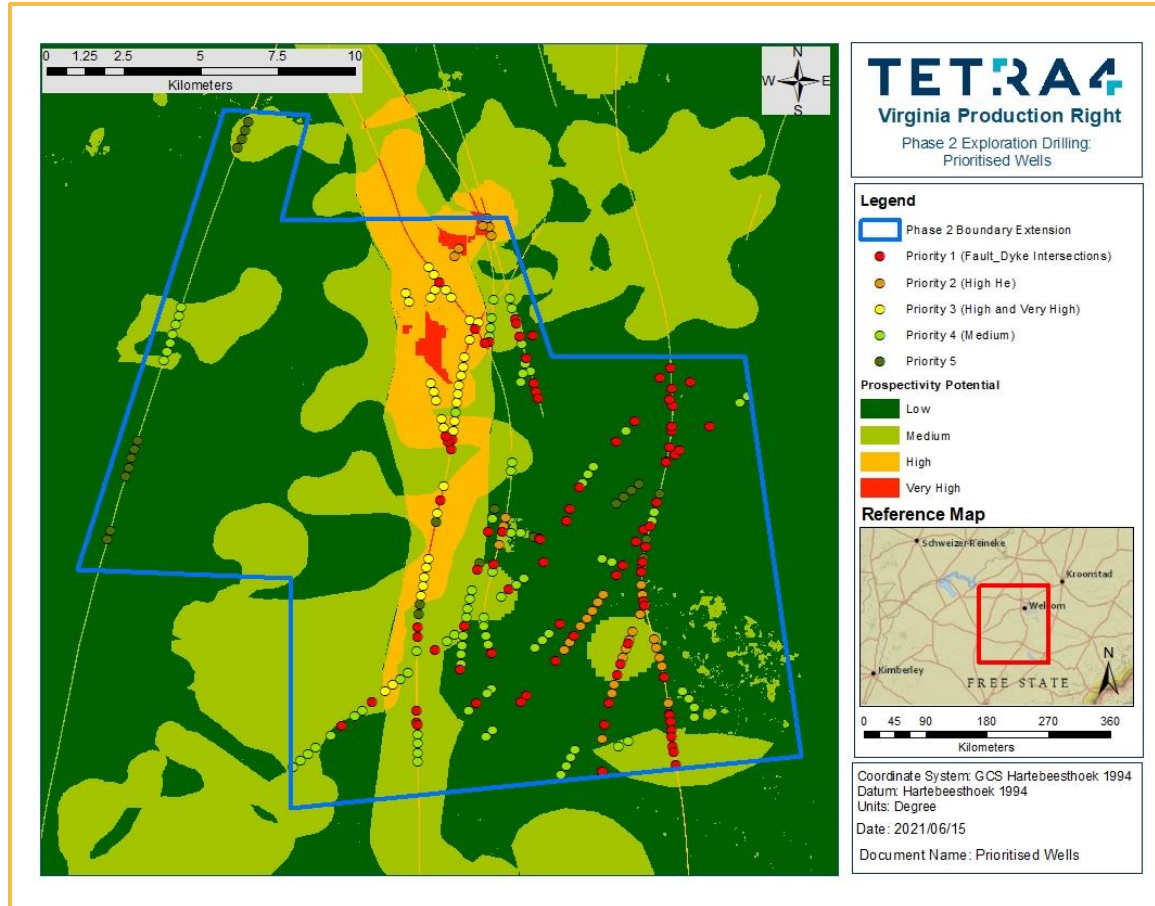 0 1.25 2.5 5 7.5 10
Kilometers
N
W E
S
TETRA4
Virginia Production Right
Phase 2 Exploration Drilling:
Prioritised Wells
Legend
Phase 2 Boundary Extension
Priority 1 (Fault_Dyke Intersections)
Priority 2 (High He)
Priority 3 (High and Very High)
Priority 4 (Medium)
Priority 5
Prospectivity Potential
Low
Medium
High
Very High
Reference Map
Schweizer-Reineke
Kroonstad
Welkom
Kimberley
FREE STATE
N
0 45 90 180 270 360
Kilometers
Coordinate System: GCS Hartebeesthoek 1994
Datum: Hartebeesthoek 1994
Units: Degree
Date: 2021/06/15
Document Name: Prioritised Wells